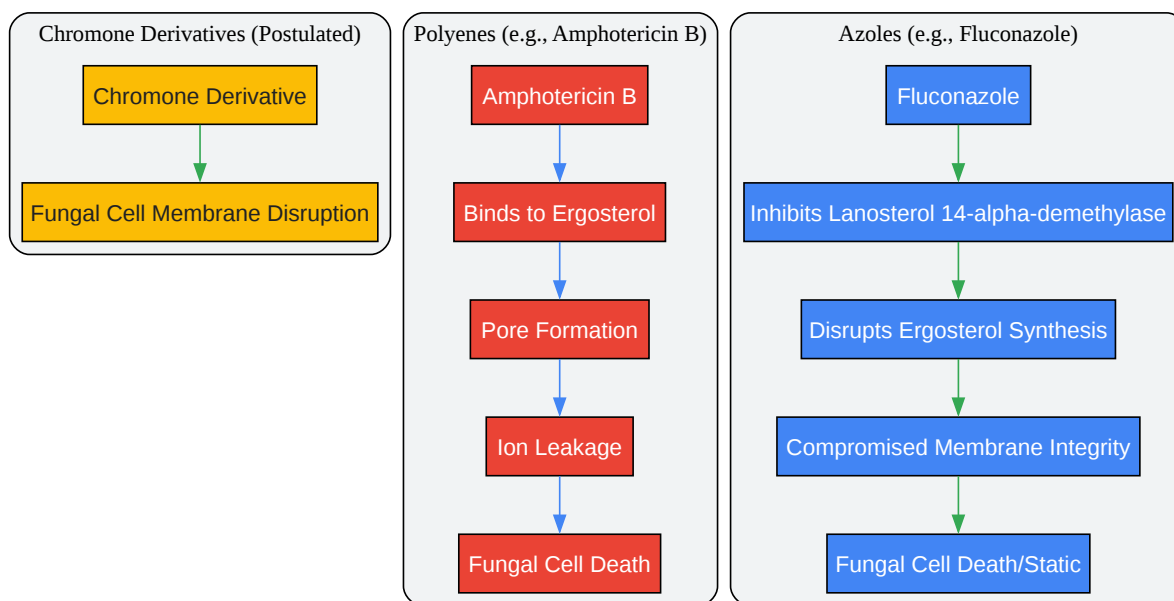 Chromone Derivatives (Postulated)
Chromone Derivative
Fungal Cell Membrane Disruption
Polyenes (e.g., Amphotericin B)
Amphotericin B
Binds to Ergosterol
Pore Formation
Ion Leakage
Fungal Cell Death
Azoles (e.g., Fluconazole)
Fluconazole
Inhibits Lanosterol 14-alpha-demethylase
Disrupts Ergosterol Synthesis
Compromised Membrane Integrity
Fungal Cell Death/Static